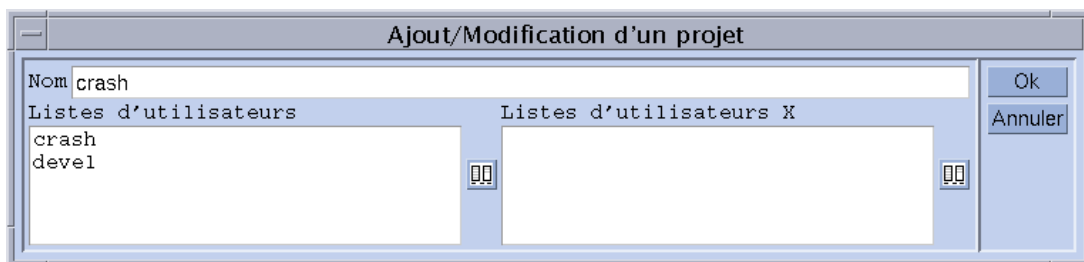 Ajout/Modification d'un projet
Nom crash
Ok
Listes d'utilisateurs
Listes d'utilisateurs X
Annuler
crash
devel